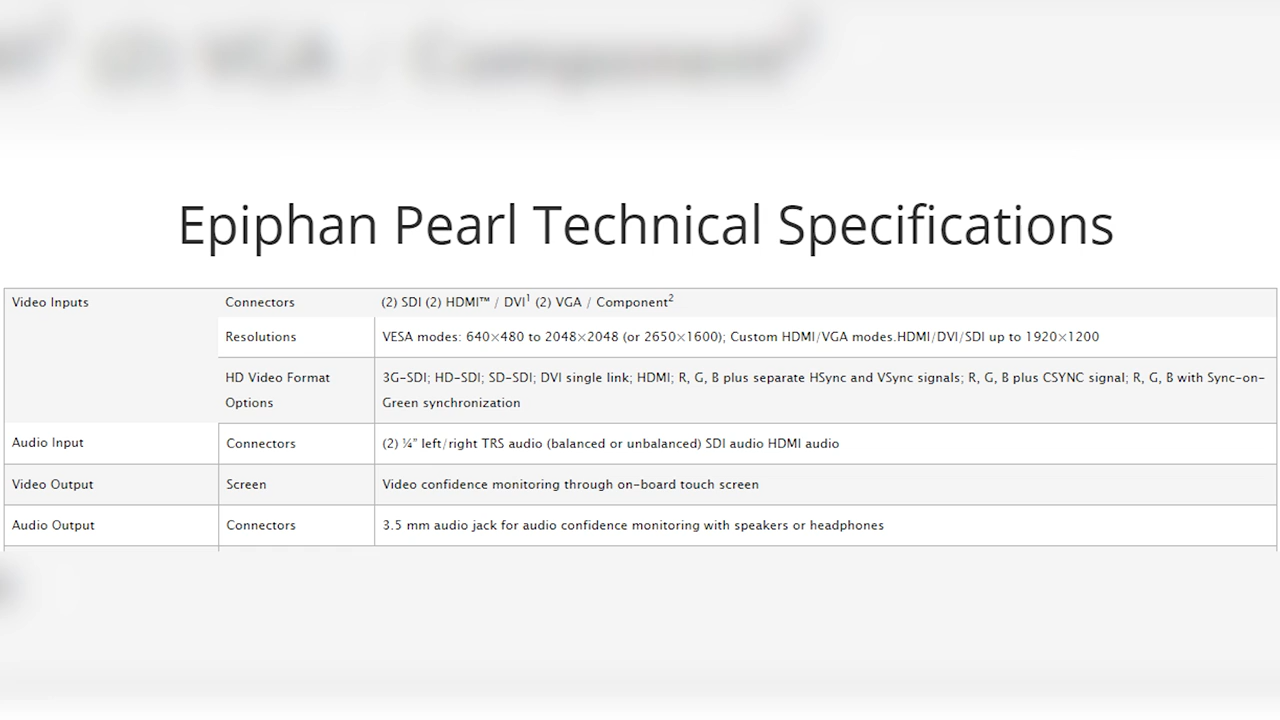 (2) VGA / Component²
Epiphan Pearl Technical Specifications
Video Inputs Connectors (2) SDI (2) HDMI™ / DVI¹ (2) VGA / Component²
Resolutions VESA modes: 640×480 to 2048×2048 (or 2650×1600); Custom HDMI/VGA modes.HDMI/DVI/SDI up to 1920×1200
HD Video Format 3G-SDI; HD-SDI; SD-SDI; DVI single link; HDMI; R, G, B plus separate HSync and VSync signals; R, G, B plus CSYNC signal; R, G, B with Sync-on-
Options Green synchronization
Audio Input Connectors (2) ¼” left/right TRS audio (balanced or unbalanced) SDI audio HDMI audio
Video Output Screen Video confidence monitoring through on-board touch screen
Audio Output Connectors 3.5 mm audio jack for audio confidence monitoring with speakers or headphones